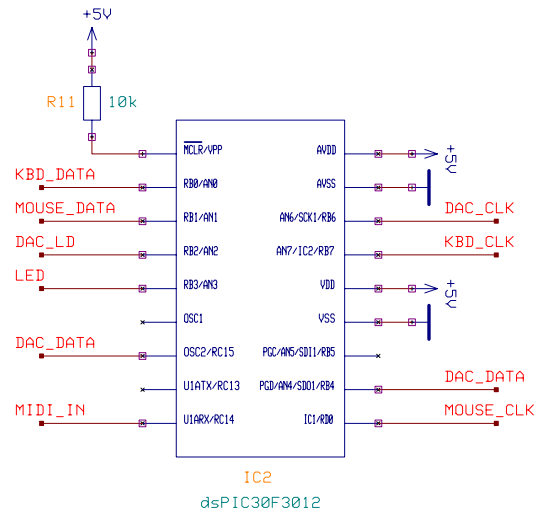 +5V
R11 10k
MCLR/VPP AVDD +5V
KBD_DATA RB0/AN0 AVSS
MOUSE_DATA RB1/AN1 AN6/SCK1/RB6 DAC_CLK
DAC_LD RB2/AN2 AN7/IC2/RB7 KBD_CLK
LED RB3/AN3 VDD +5V
OSC1 VSS
DAC_DATA OSC2/RC15 PGC/AN5/SDI1/RB5
U1ATX/RC13 PGD/AN4/SDO1/RB4 DAC_DATA
MIDI_IN U1ARX/RC14 IC1/RD0 MOUSE_CLK
IC2
dsPIC30F3012